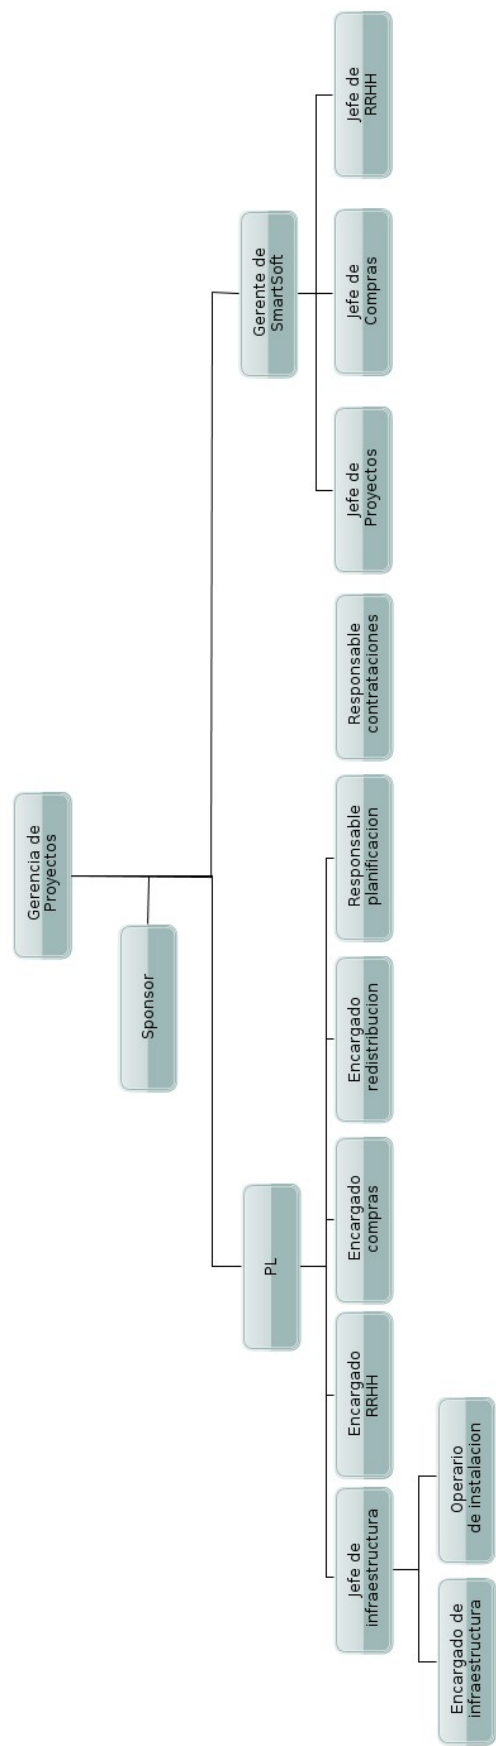 Gerencia de
Proyectos
Sponsor
PL
Gerente de
SmartSoft
Jefe de
infraestructura
Encargado
RRHH
Encargado
compras
Encargado
redistribucion
Responsable
planificacion
Responsable
contrataciones
Jefe de
Proyectos
Jefe de
Compras
Jefe de
RRHH
Encargado de
infraestructura
Operario
de instalacion